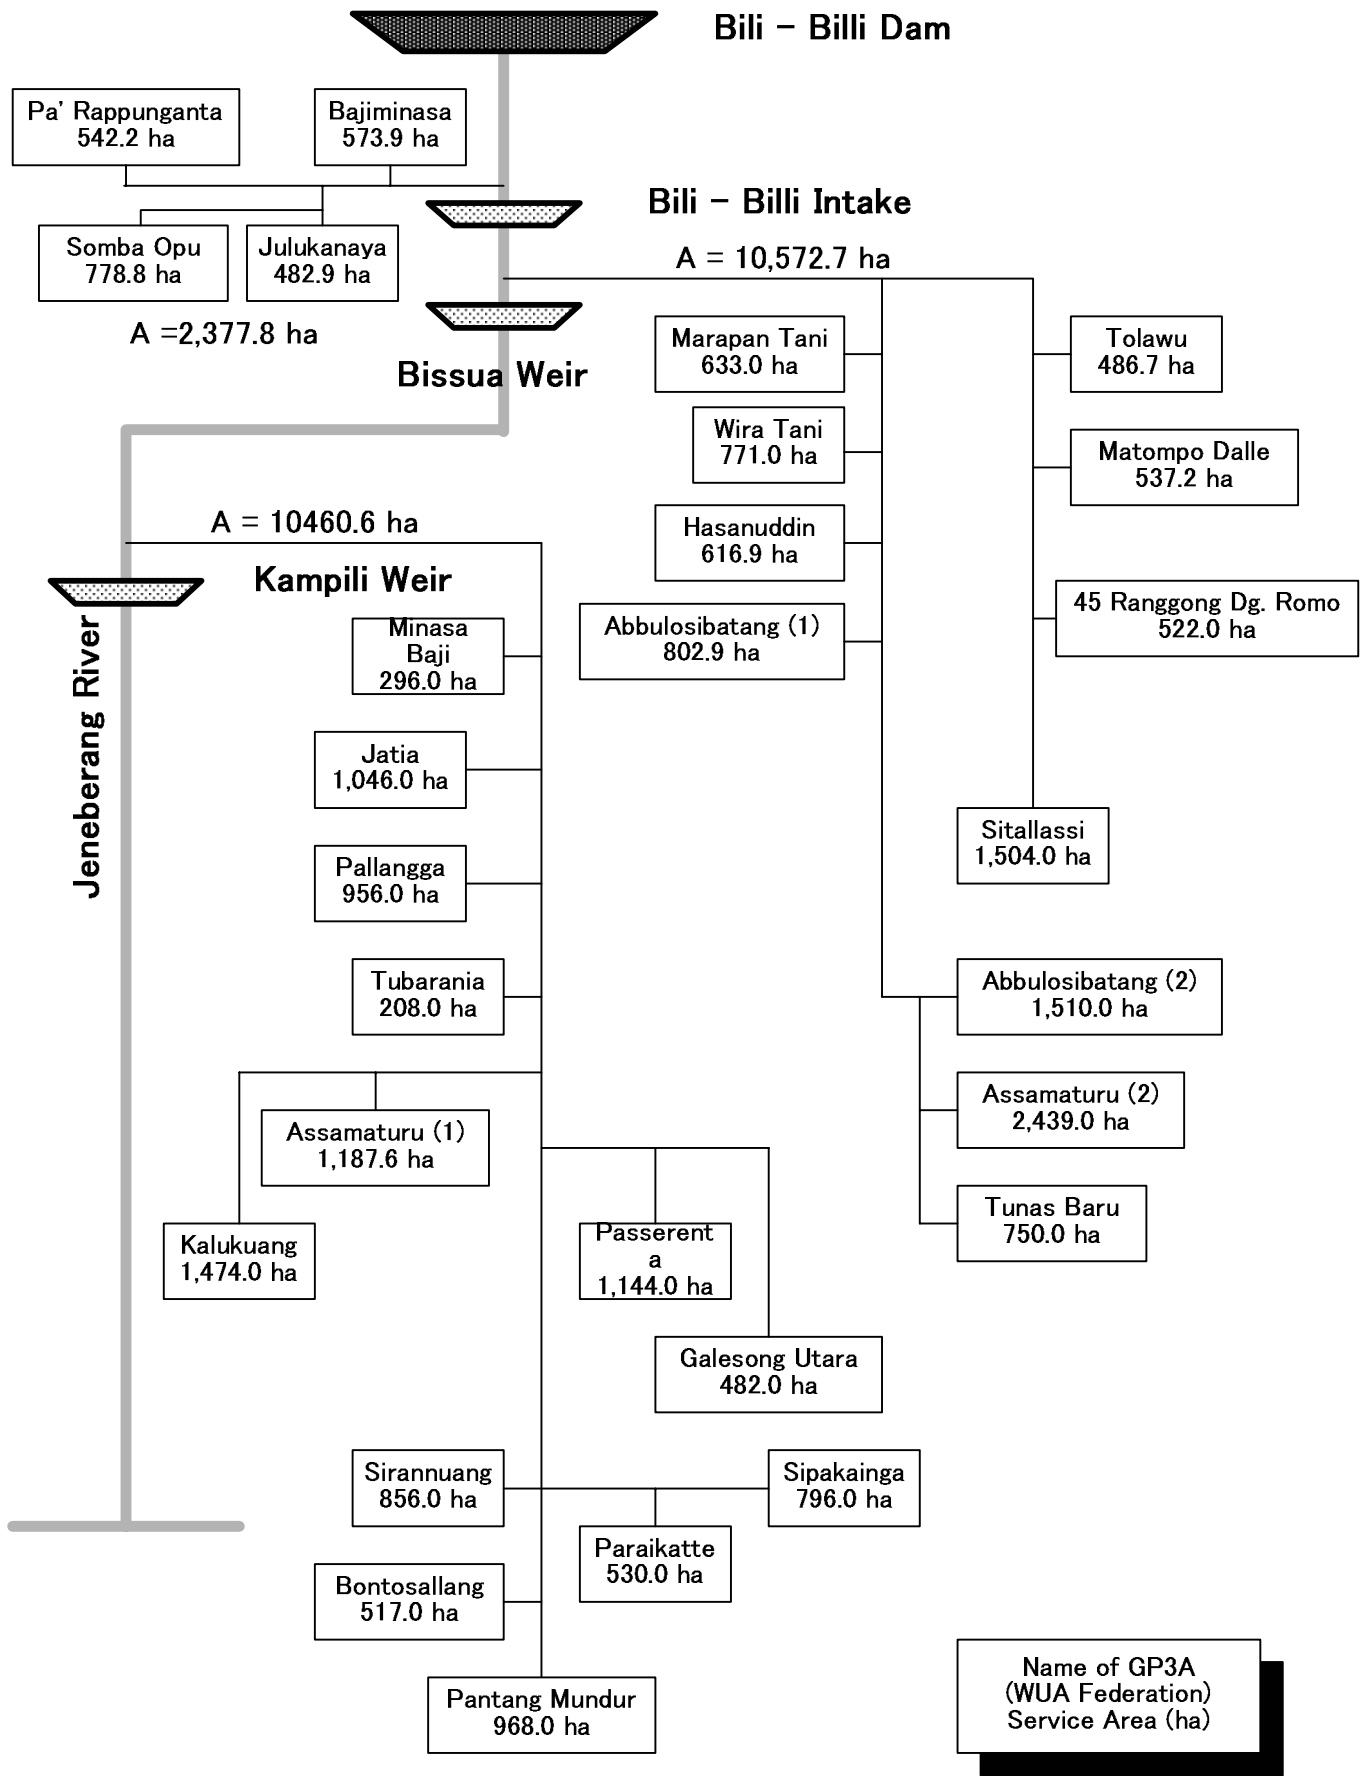 Bili - Billi Dam
Pa' Rappunganta
542.2 ha
Bajiminasa
573.9 ha
Bili - Billi Intake
Somba Opu
778.8 ha
Julukanaya
482.9 ha
A = 10,572.7 ha
A =2,377.8 ha
Bissua Weir
Marapan Tani
633.0 ha
Tolawu
486.7 ha
Wira Tani
771.0 ha
Matompo Dalle
537.2 ha
A = 10460.6 ha
Hasanuddin
616.9 ha
Kampili Weir
45 Ranggong Dg. Romo
522.0 ha
Abbulosibatang (1)
802.9 ha
Minasa
Baji
296.0 ha
Jeneberang River
Jatia
1,046.0 ha
Sitallassi
1,504.0 ha
Pallangga
956.0 ha
Tubarania
208.0 ha
Abbulosibatang (2)
1,510.0 ha
Assamaturu (2)
2,439.0 ha
Assamaturu (1)
1,187.6 ha
Tunas Baru
750.0 ha
Kalukuang
1,474.0 ha
Passerent
a
1,144.0 ha
Galesong Utara
482.0 ha
Sirannuang
856.0 ha
Sipakainga
796.0 ha
Paraikatte
530.0 ha
Bontosallang
517.0 ha
Pantang Mundur
968.0 ha
Name of GP3A
(WUA Federation)
Service Area (ha)